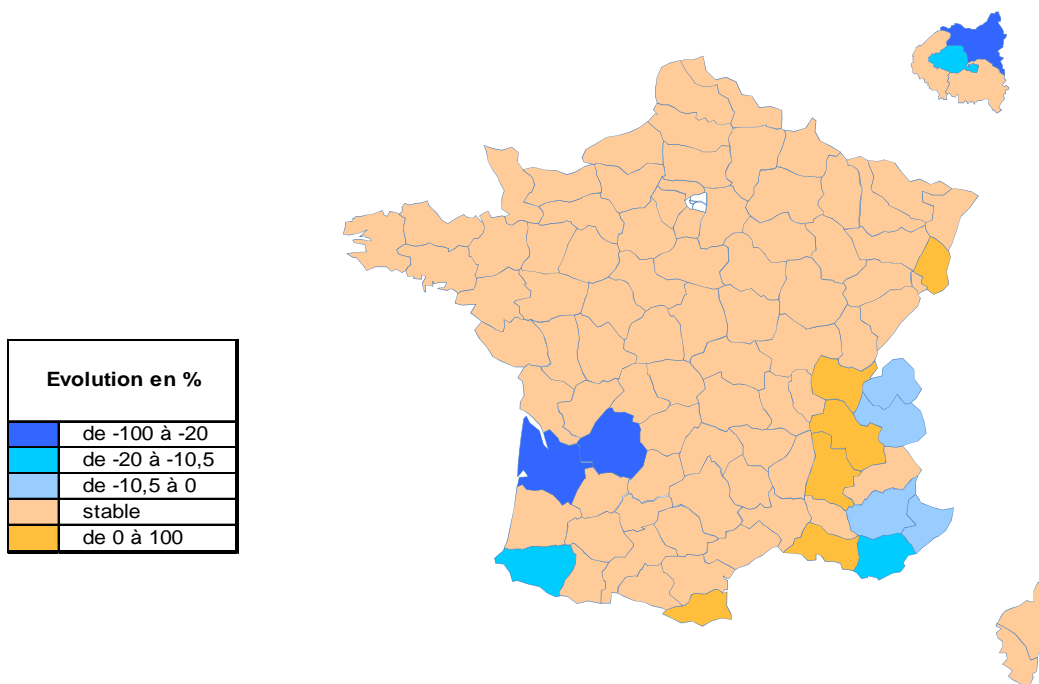 Evolution en %
de -100 à -20
de -20 à -10,5
de -10,5 à 0
stable
de 0 à 100